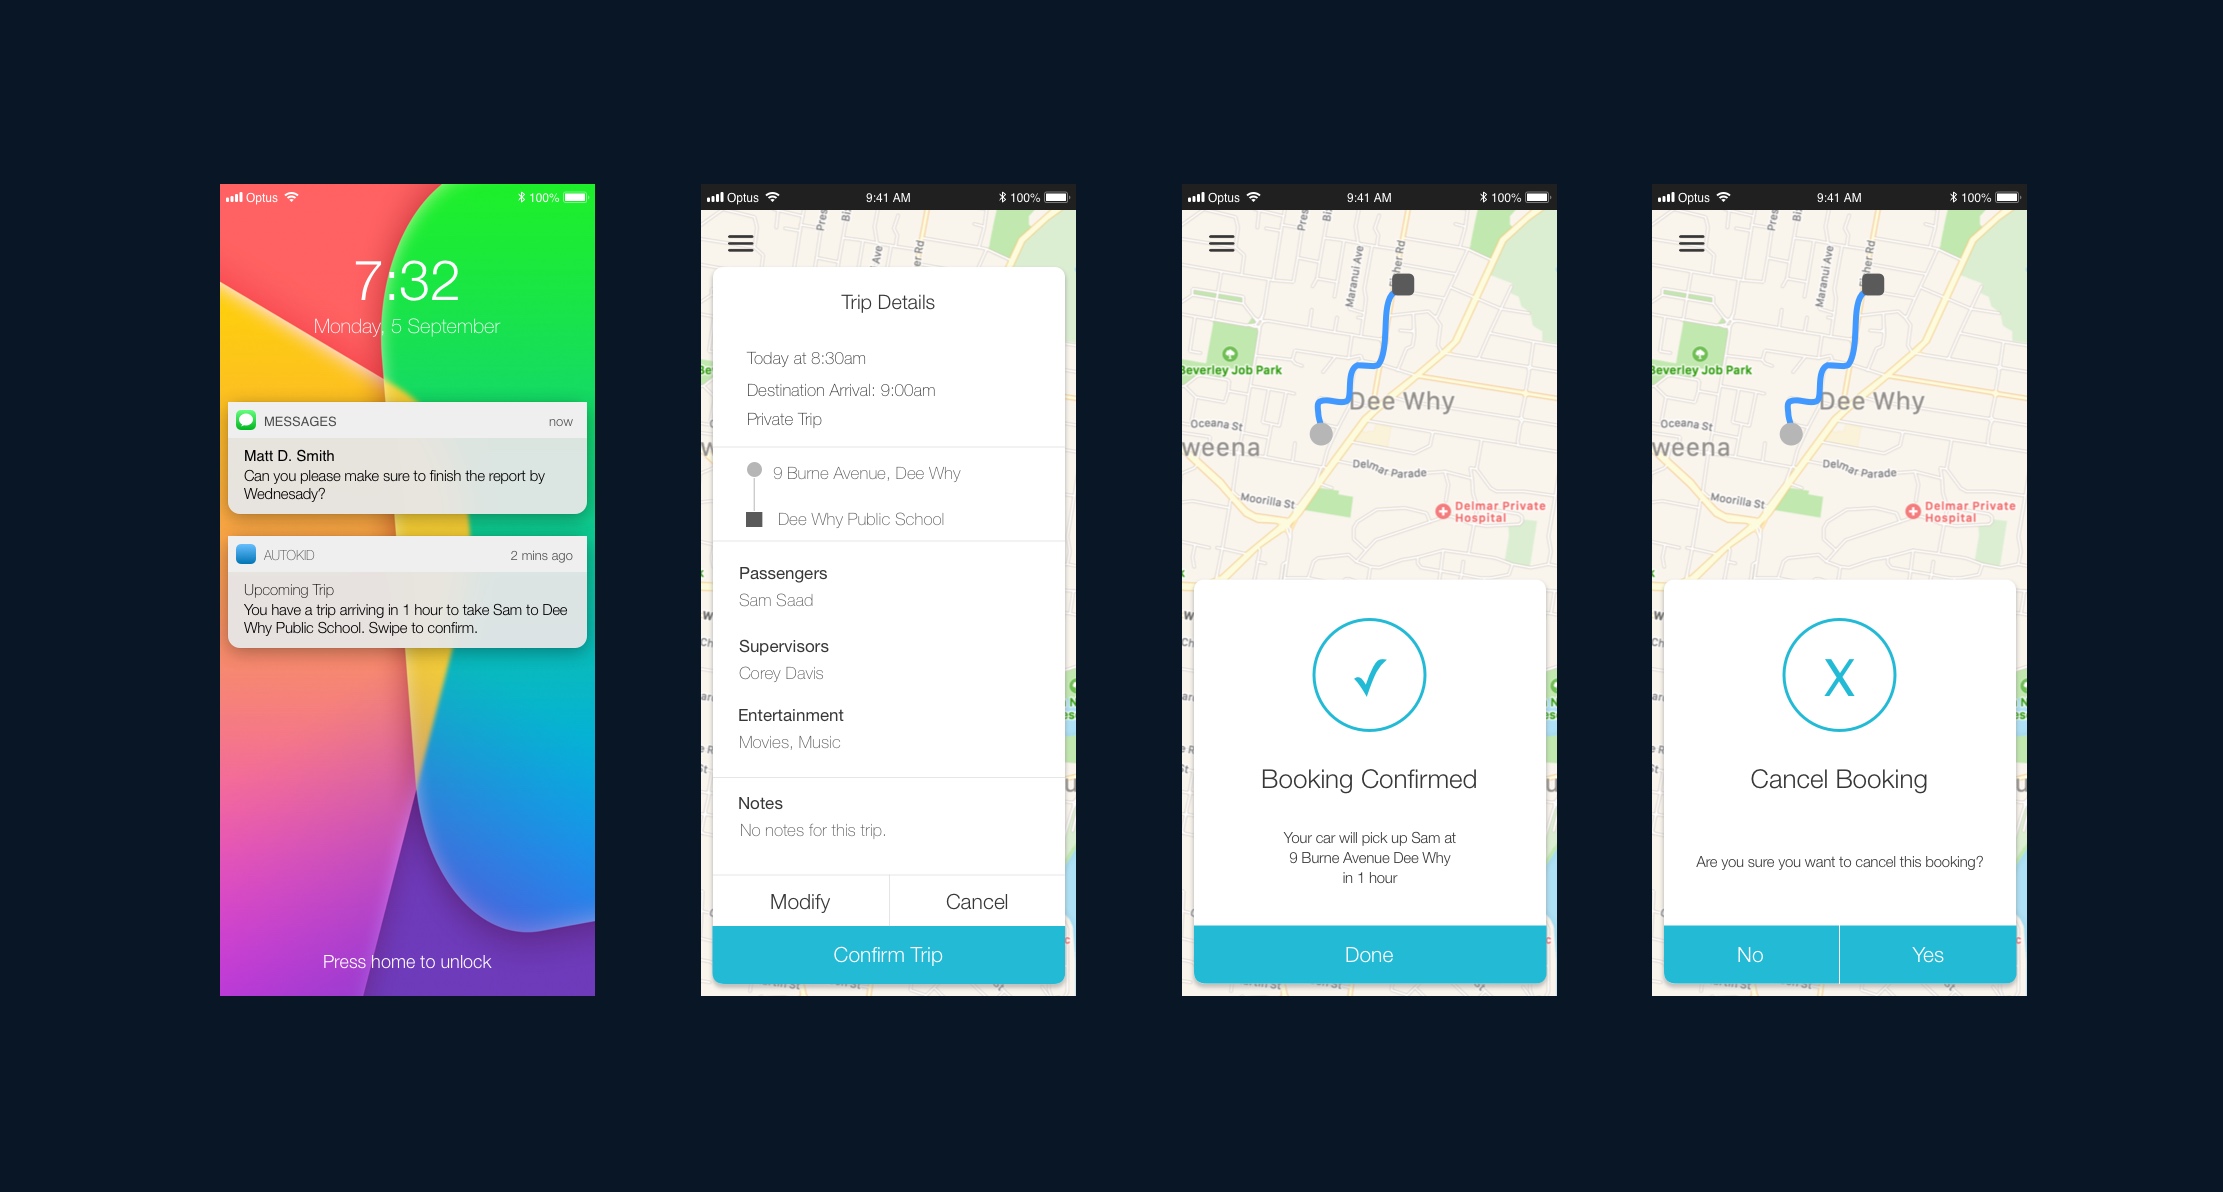 Optus
100%
7:32
Monday, 5 September
MESSAGES
now
Matt D. Smith
Can you please make sure to finish the report by
Wednesady?
AUTOKID
2 mins ago
Upcoming Trip
You have a trip arriving in 1 hour to take Sam to Dee
Why Public School. Swipe to confirm.
Press home to unlock
Optus
9:41 AM
100%
Trip Details
Today at 8:30am
Destination Arrival: 9:00am
Private Trip
9 Burne Avenue, Dee Why
Dee Why Public School
Passengers
Sam Saad
Supervisors
Corey Davis
Entertainment
Movies, Music
Notes
No notes for this trip.
Modify
Cancel
Confirm Trip
Optus
9:41 AM
100%
Maranui Ave
her Rd
Beverley Job Park
Dee Why
Oceana St
weena
Delmar Parade
Moorilla St
Delmar Private
Hospital
✓
Booking Confirmed
Your car will pick up Sam at
9 Burne Avenue Dee Why
in 1 hour
Done
Optus
9:41 AM
100%
Maranui Ave
her Rd
Beverley Job Park
Dee Why
Oceana St
weena
Delmar Parade
Moorilla St
Delmar Private
Hospital
X
Cancel Booking
Are you sure you want to cancel this booking?
No
Yes